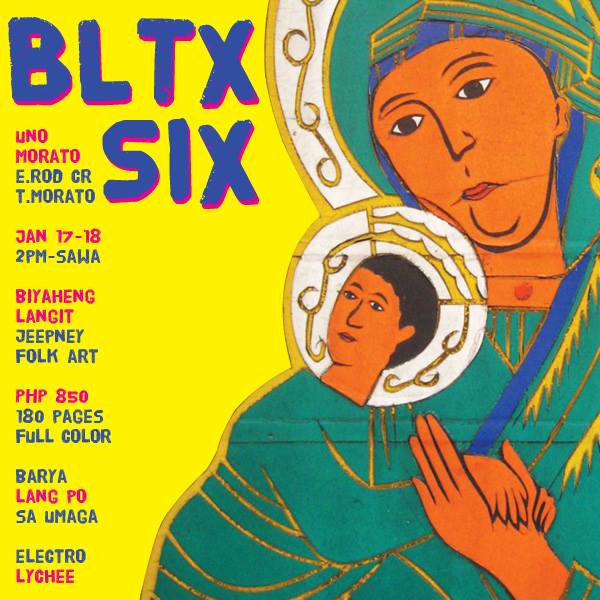 BLTX
SIX
UNO
MORATO
E.ROD CR
T.MORATO
JAN 17-18
2PM-SAWA
BIYAHENG
LANGIT
JEEPNEY
FOLK ART
PHP 850
180 PAGES
FULL COLOR
BARYA
LANG PO
SA UMAGA
ELECTRO
LYCHEE